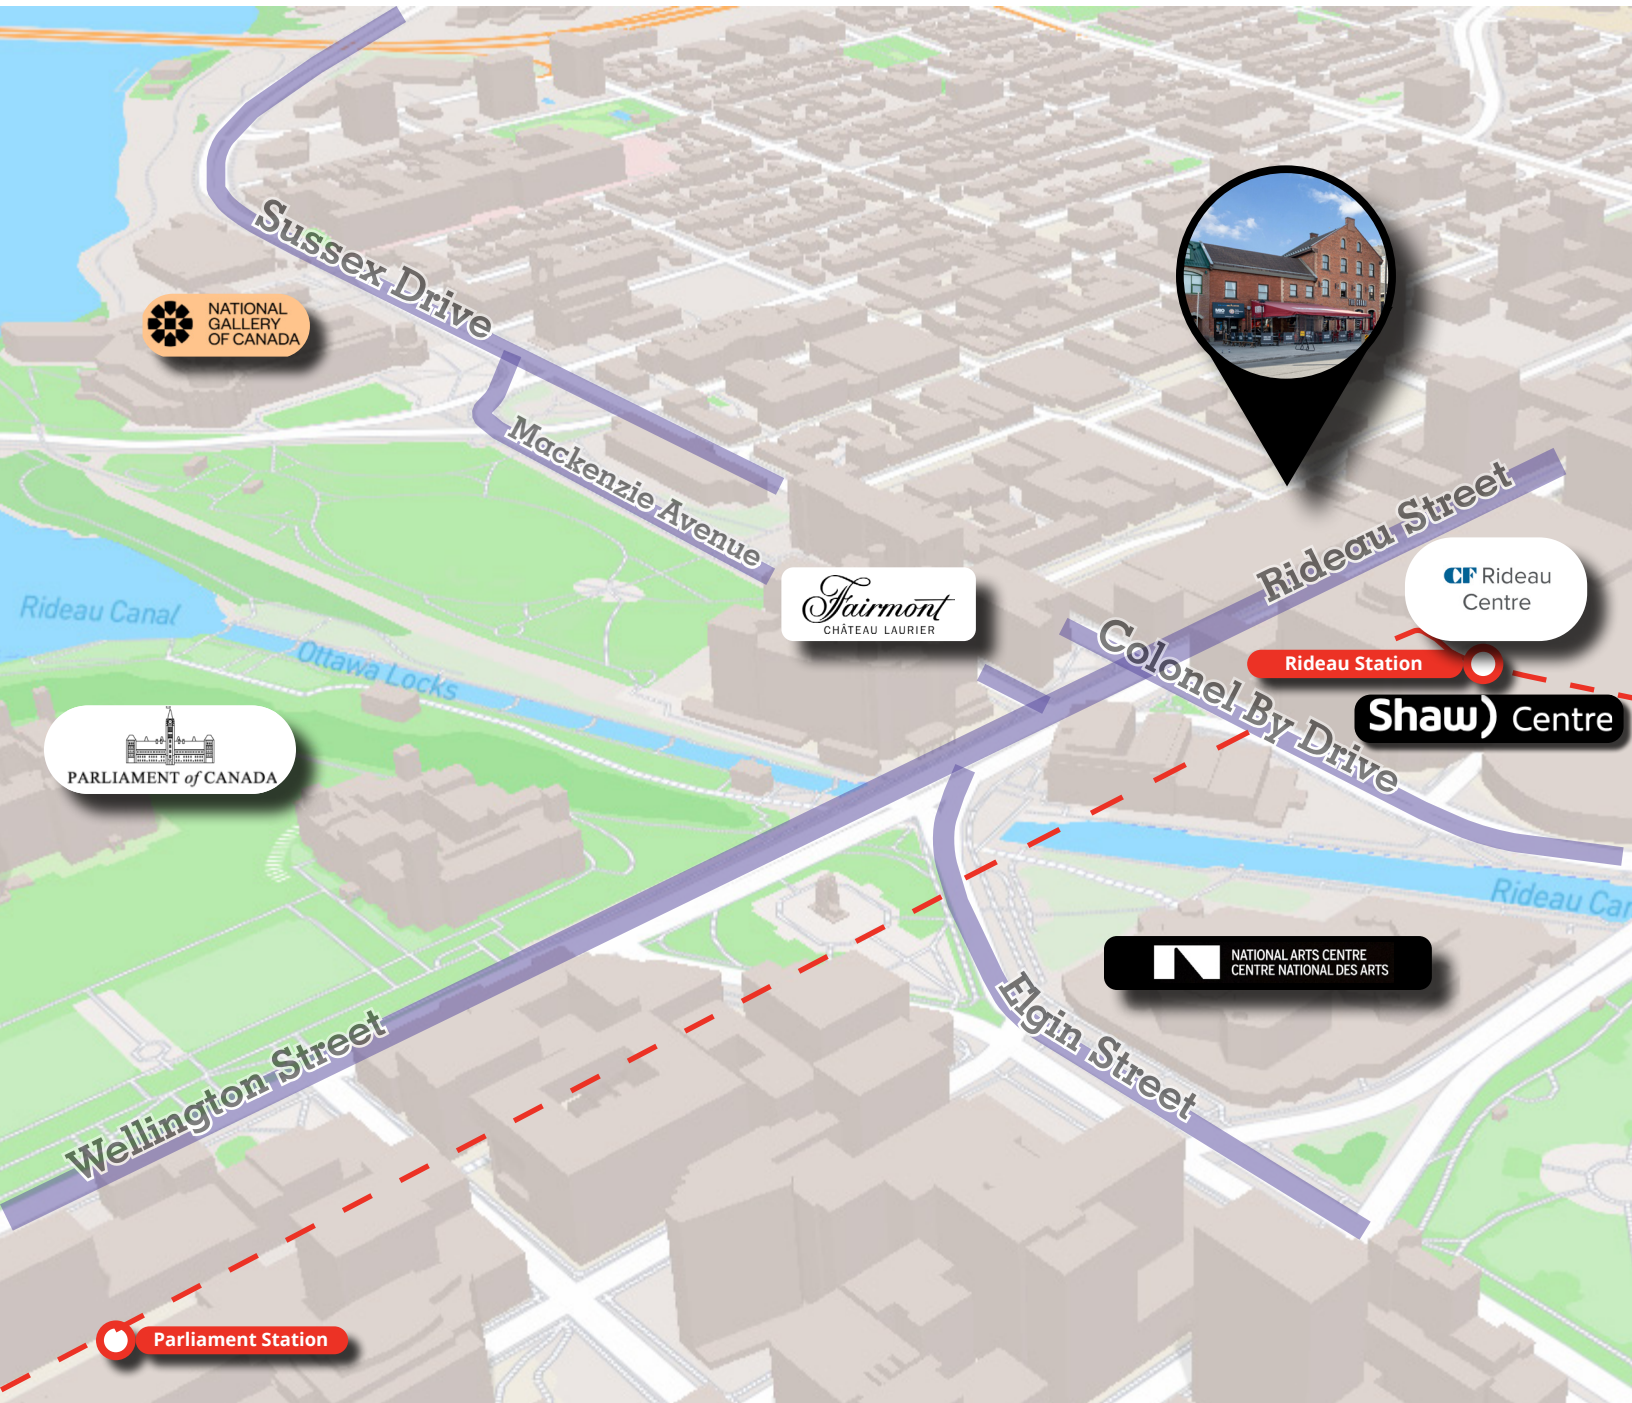 Sussex Drive
NATIONAL
GALLERY
OF CANADA
Mackenzie Avenue
Rideau Street
CF Rideau
Centre
Fairmont
CHÂTEAU LAURIER
Rideau Canal
Ottawa Locks
Colonel By Drive
Rideau Station
Shaw) Centre
PARLIAMENT of CANADA
Rideau Car
NATIONAL ARTS CENTRE
CENTRE NATIONAL DES ARTS
Elgin Street
Wellington Street
Parliament Station